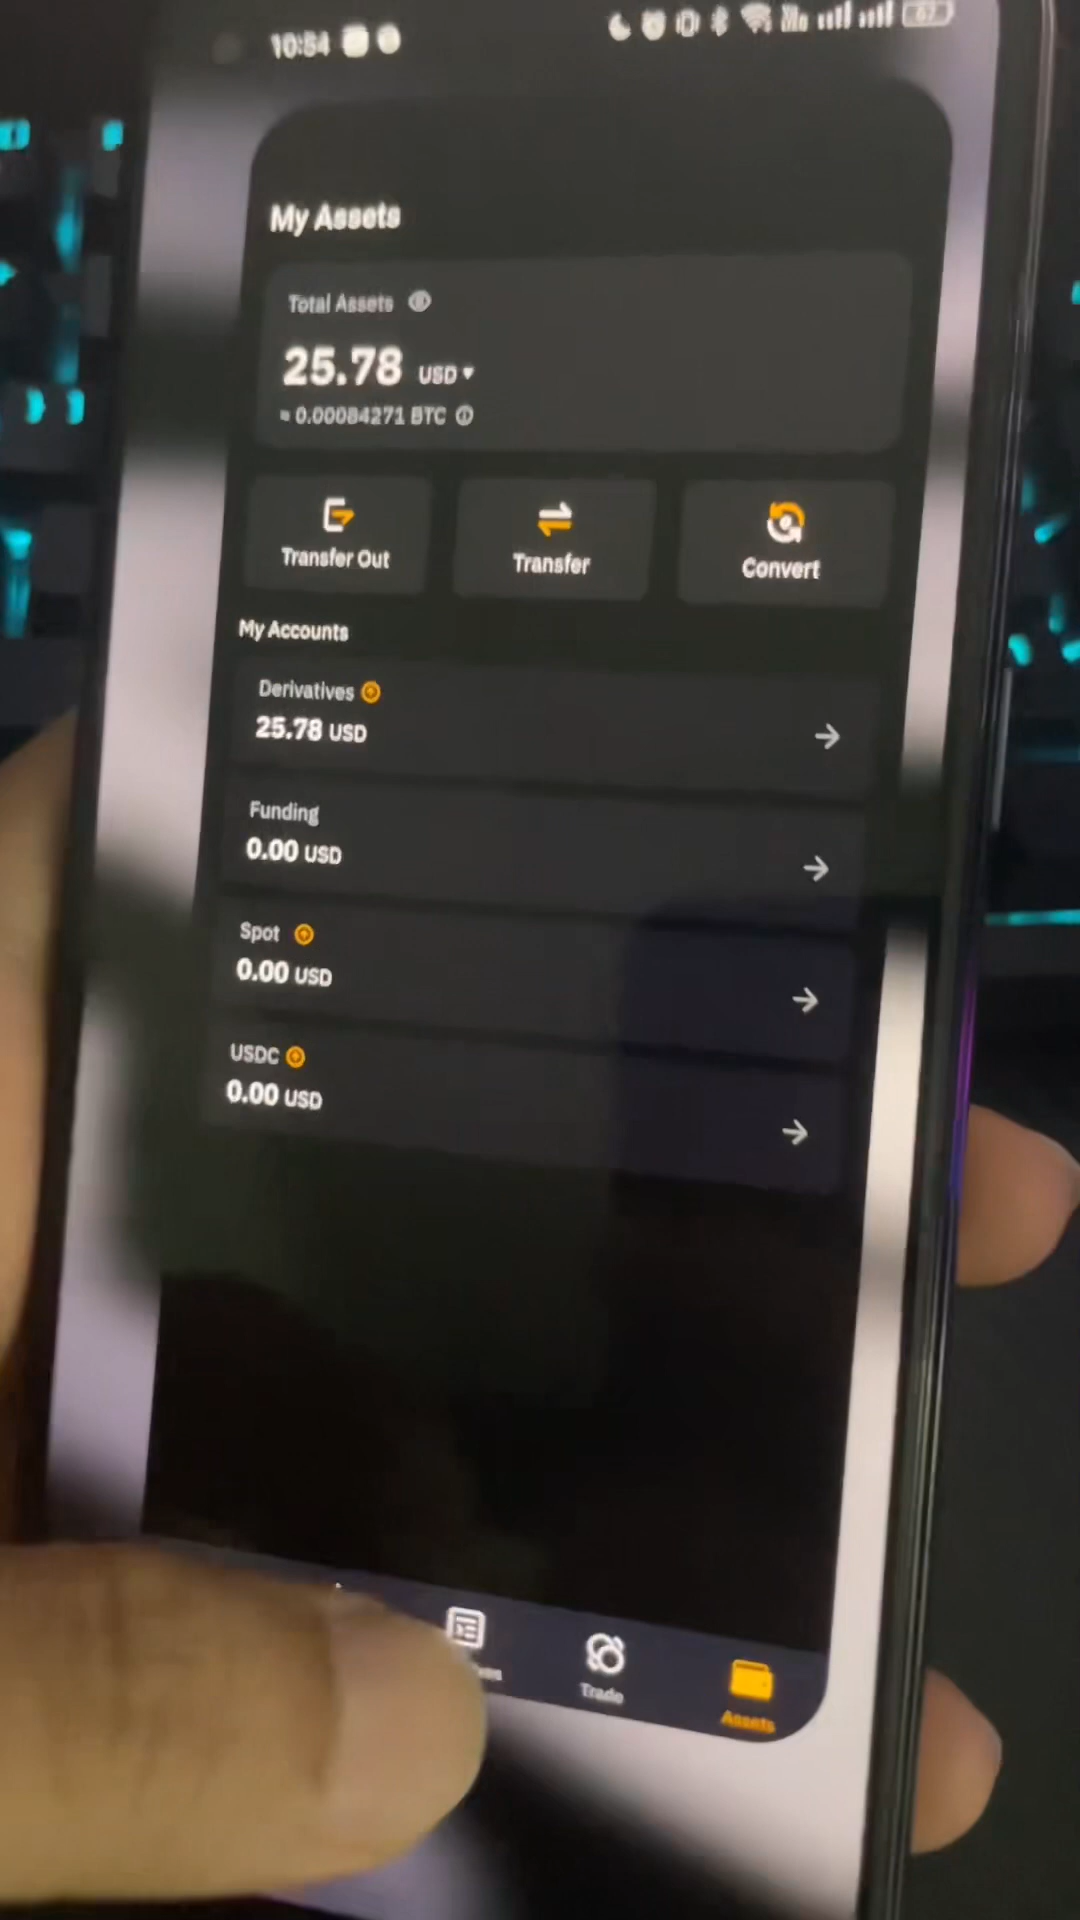 10:54
67
My Assets
Total Assets
25.78 USD
≈ 0.00084271 BTC
Transfer Out
Transfer
Convert
My Accounts
Derivatives
25.78 USD
Funding
0.00 USD
Spot
0.00 USD
USDC
0.00 USD
Trade
Assets